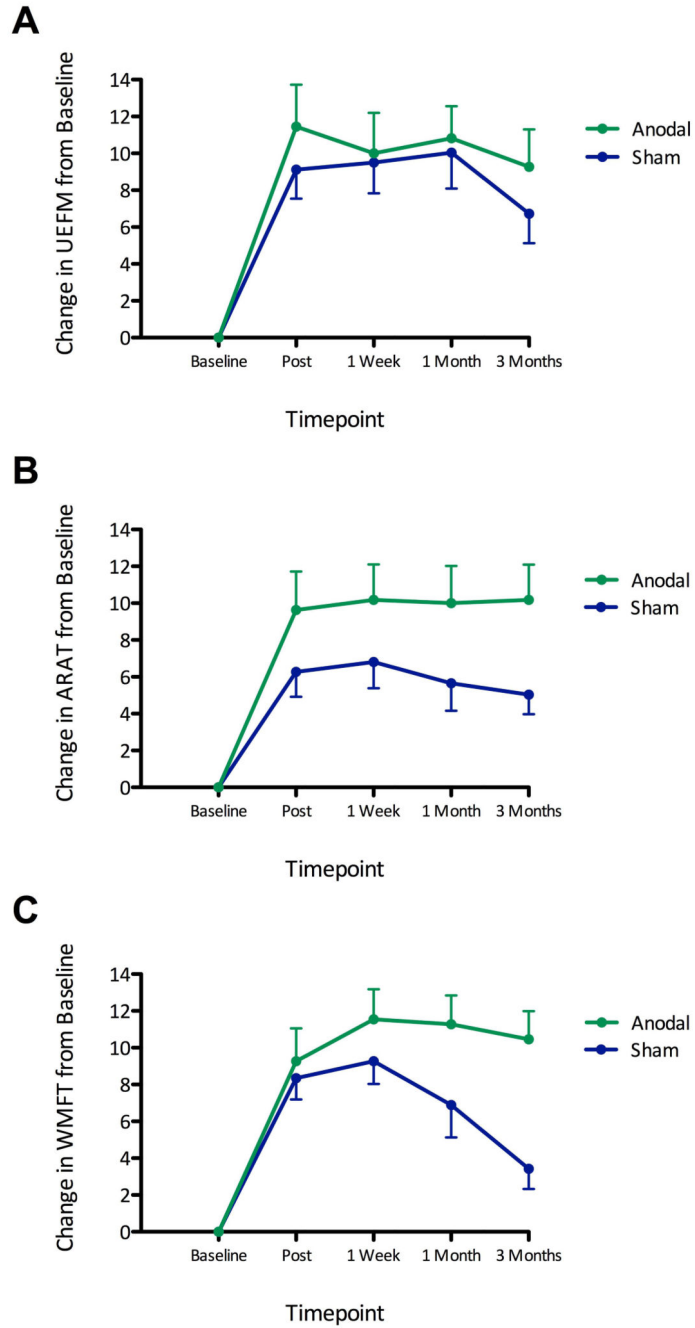 A
Change in UEFM from Baseline
14
12
10
8
6
4
2
0
Baseline Post 1 Week 1 Month 3 Months
Timepoint
Anodal
Sham
B
Change in ARAT from Baseline
14
12
10
8
6
4
2
0
Baseline Post 1 Week 1 Month 3 Months
Timepoint
Anodal
Sham
C
Change in WMFT from Baseline
14
12
10
8
6
4
2
0
Baseline Post 1 Week 1 Month 3 Months
Timepoint
Anodal
Sham